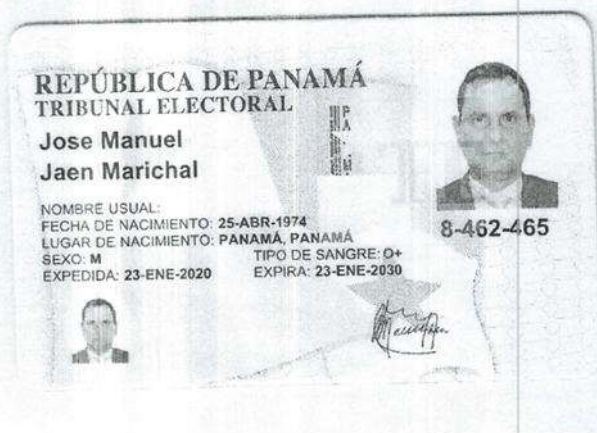 REPÚBLICA DE PANAMÁ
TRIBUNAL ELECTORAL
Jose Manuel
Jaen Marichal
NOMBRE USUAL:
FECHA DE NACIMIENTO: 25-ABR-1974
LUGAR DE NACIMIENTO: PANAMÁ, PANAMÁ
SEXO: M TIPO DE SANGRE: O+
EXPEDIDA: 23-ENE-2020 EXPIRA: 23-ENE-2030
8-462-465